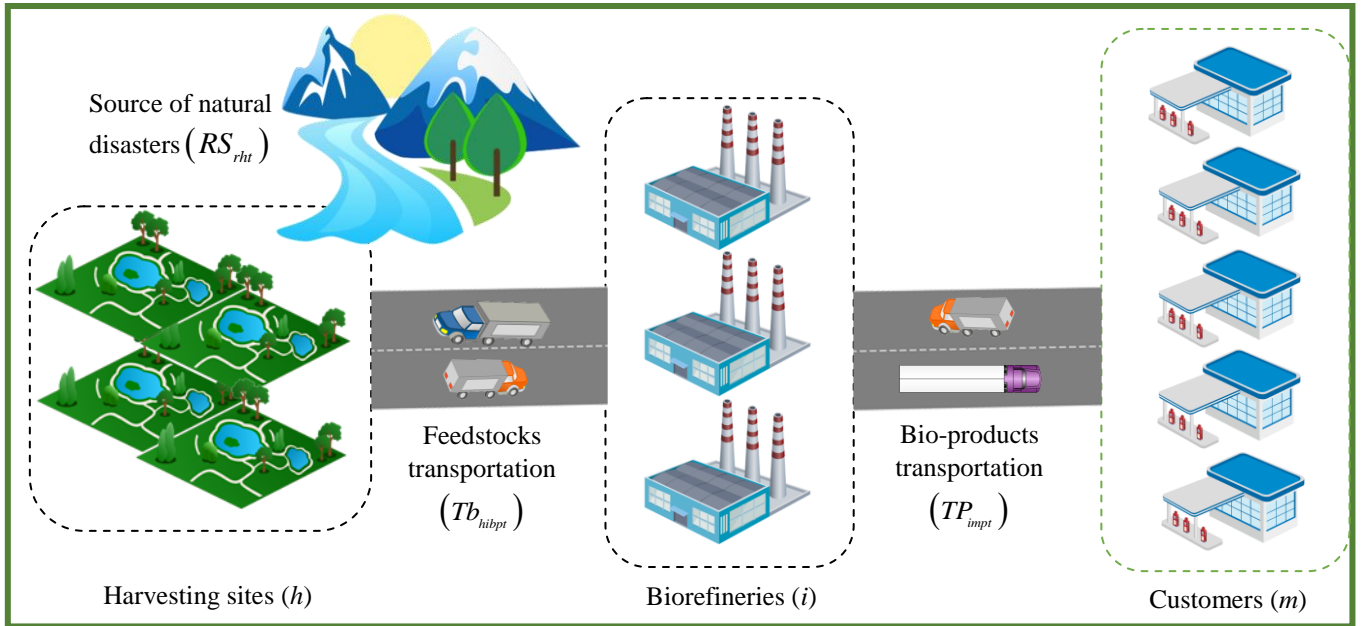 Source of natural
disasters (RS_rht)
Feedstocks
transportation
(Tb_hibpt)
Bio-products
transportation
(TP_impt)
Harvesting sites (h)
Biorefineries (i)
Customers (m)